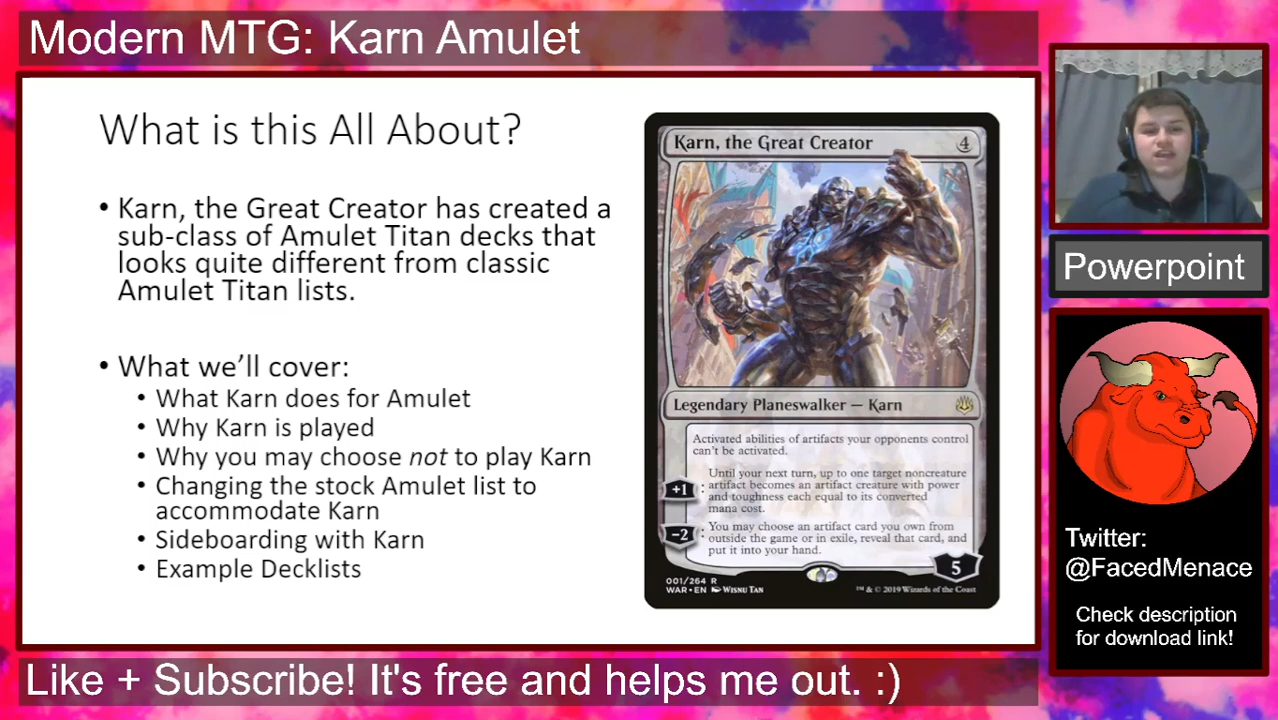 Modern MTG: Karn Amulet
What is this All About?
• Karn, the Great Creator has created a
sub-class of Amulet Titan decks that
looks quite different from classic
Amulet Titan lists.
• What we'll cover:
• What Karn does for Amulet
• Why Karn is played
• Why you may choose not to play Karn
• Changing the stock Amulet list to
accommodate Karn
• Sideboarding with Karn
• Example Decklists
Karn, the Great Creator 4
Legendary Planeswalker — Karn
Activated abilities of artifacts your opponents control
can't be activated.
Until your next turn, up to one target noncreature
+1 : artifact becomes an artifact creature with power
and toughness each equal to its converted
mana cost.
You may choose an artifact card you own from
−2 : outside the game or in exile, reveal that card, and
put it into your hand.
5
001/264 R
WAR • EN Wisnu Tan
™ & © 2019 Wizards of the Coast
Powerpoint
Twitter:
@FacedMenace
Check description
for download link!
Like + Subscribe! It's free and helps me out. :)